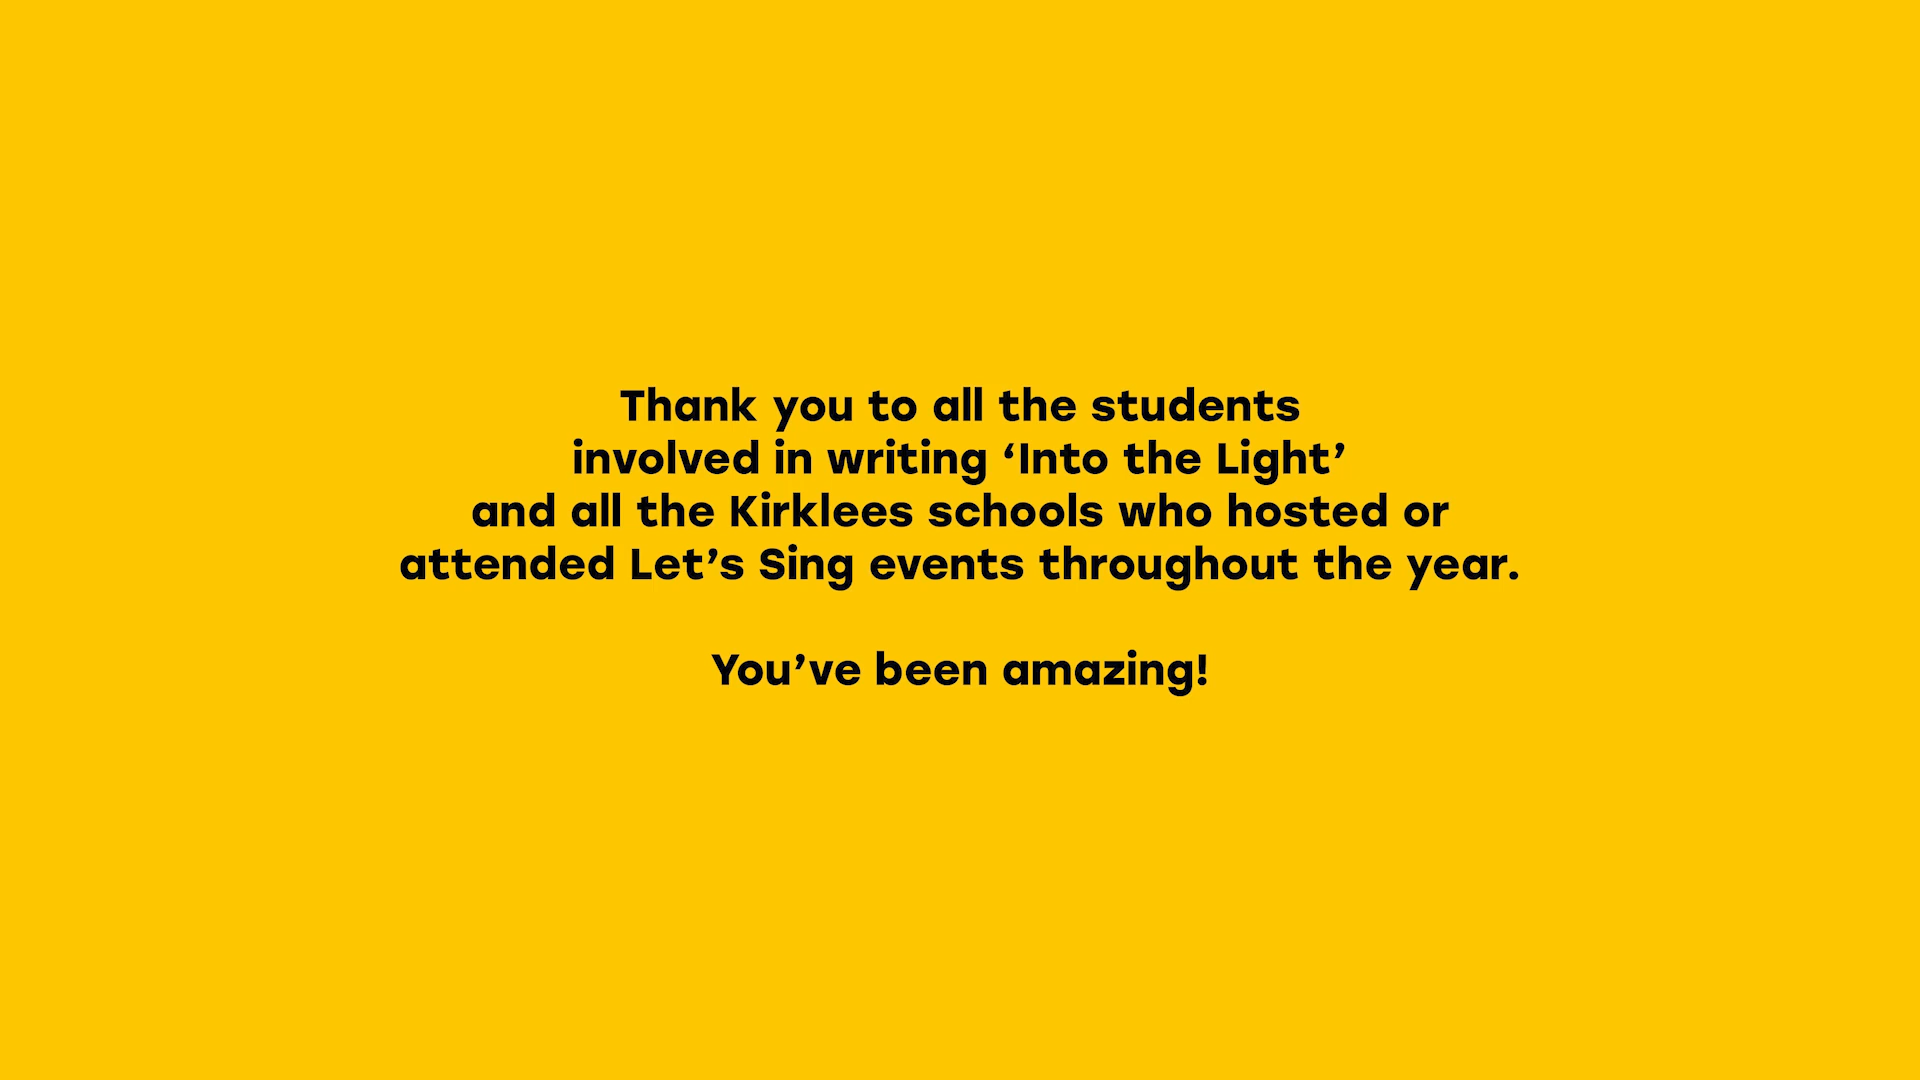 Thank you to all the students
involved in writing ‘Into the Light’
and all the Kirklees schools who hosted or
attended Let’s Sing events throughout the year.
You’ve been amazing!